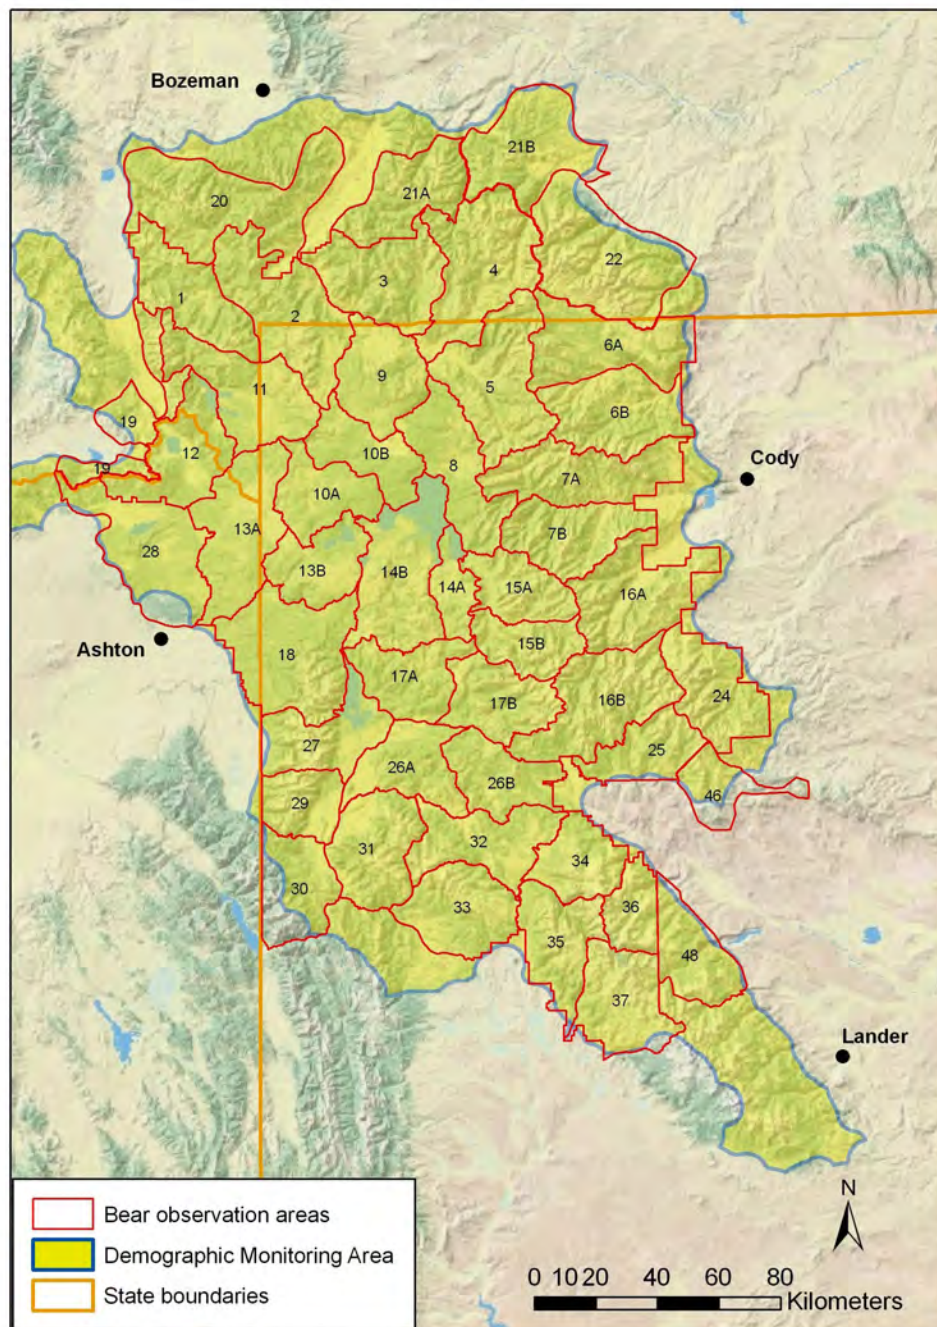 Bozeman
21B
20
21A
22
3
4
1
2
6A
9
11
5
6B
19
12
10B
8
Cody
19
7A
10A
13A
7B
28
13B
14B
14A
15A
16A
Ashton
15B
18
17A
16B
24
17B
27
25
26A
26B
46
29
31
32
34
30
33
36
35
48
37
Lander
N
Bear observation areas
Demographic Monitoring Area
State boundaries
0 10 20 40 60 80
Kilometers